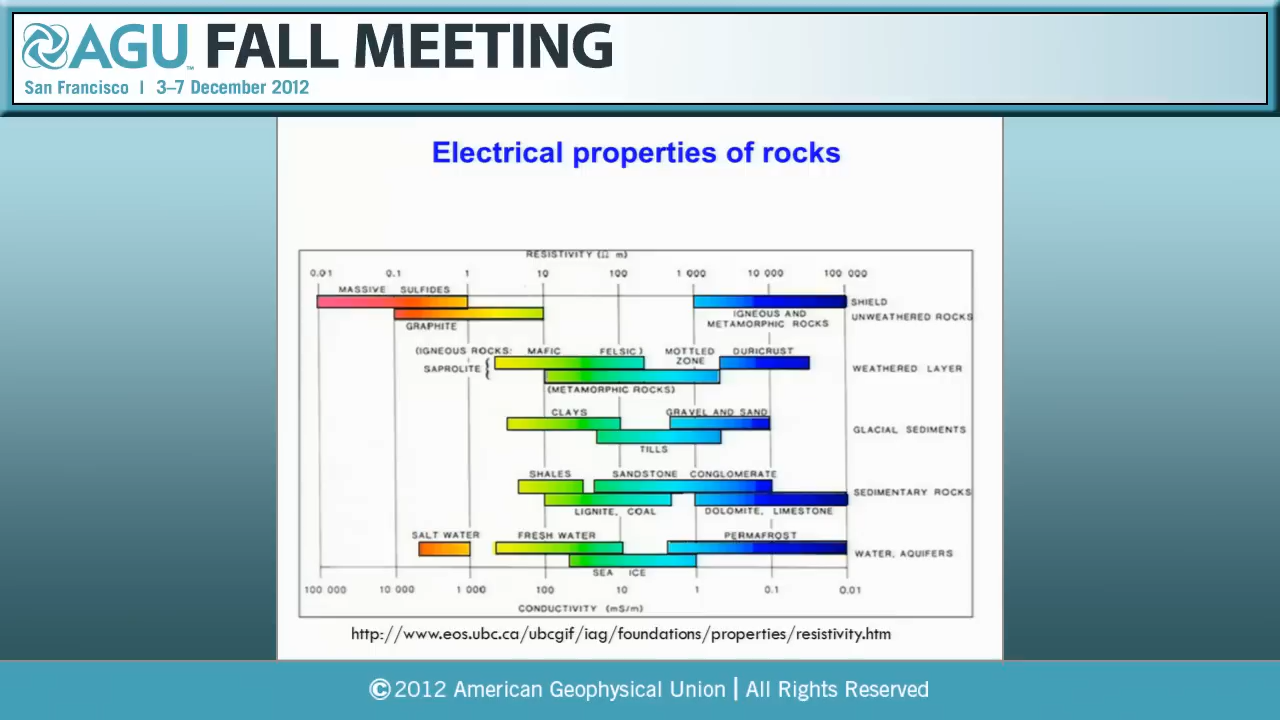 AGU™ FALL MEETING
San Francisco | 3–7 December 2012
Electrical properties of rocks
RESISTIVITY (Ω m)
0.01 0.1 1 10 100 1 000 10 000 100 000
MASSIVE SULFIDES
SHIELD
UNWEATHERED ROCKS
IGNEOUS AND
METAMORPHIC ROCKS
GRAPHITE
(IGNEOUS ROCKS: MAFIC FELSIC) MOTTLED
ZONE
DURICRUST
SAPROLITE {
WEATHERED LAYER
(METAMORPHIC ROCKS)
CLAYS GRAVEL AND SAND
GLACIAL SEDIMENTS
TILLS
SHALES SANDSTONE CONGLOMERATE
SEDIMENTARY ROCKS
LIGNITE, COAL DOLOMITE, LIMESTONE
SALT WATER FRESH WATER PERMAFROST
WATER, AQUIFERS
SEA ICE
100 000 10 000 1 000 100 10 1 0.1 0.01
CONDUCTIVITY (mS/m)
http://www.eos.ubc.ca/ubcgif/iag/foundations/properties/resistivity.htm
©2012 American Geophysical Union | All Rights Reserved